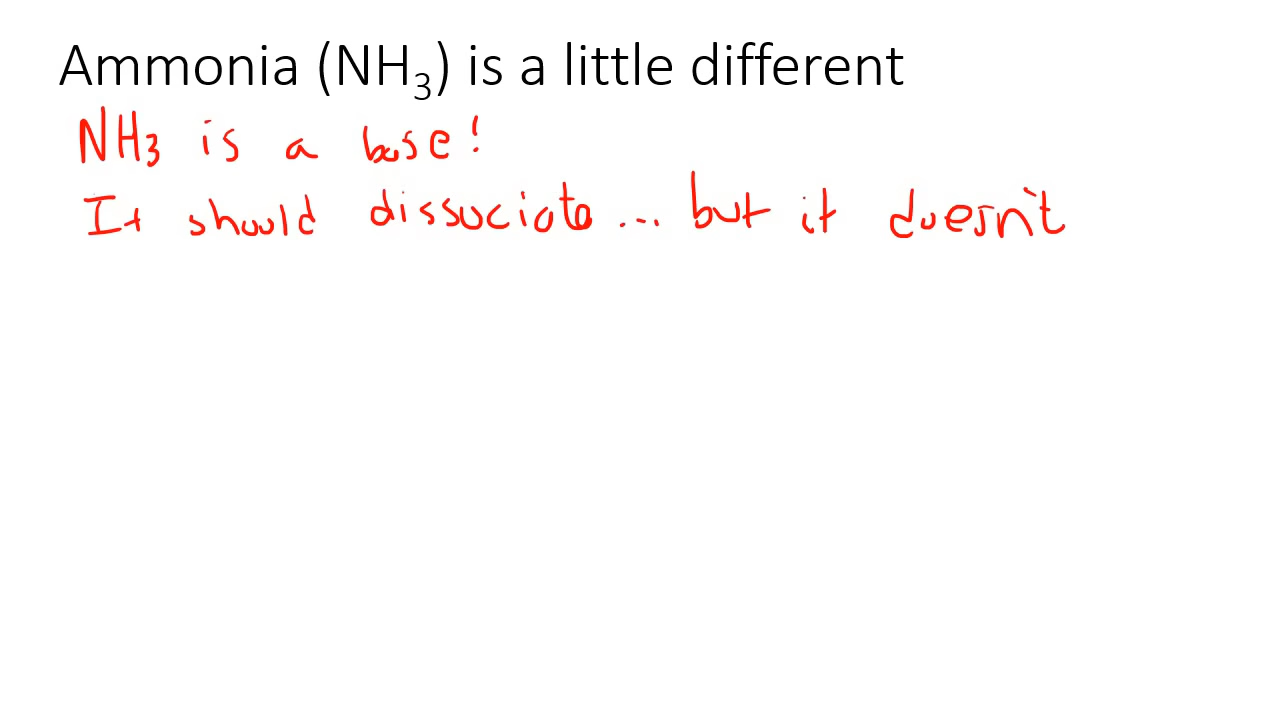 Ammonia (NH₃) is a little different
NH₃ is a base!
It should dissociate ... but it doesn't